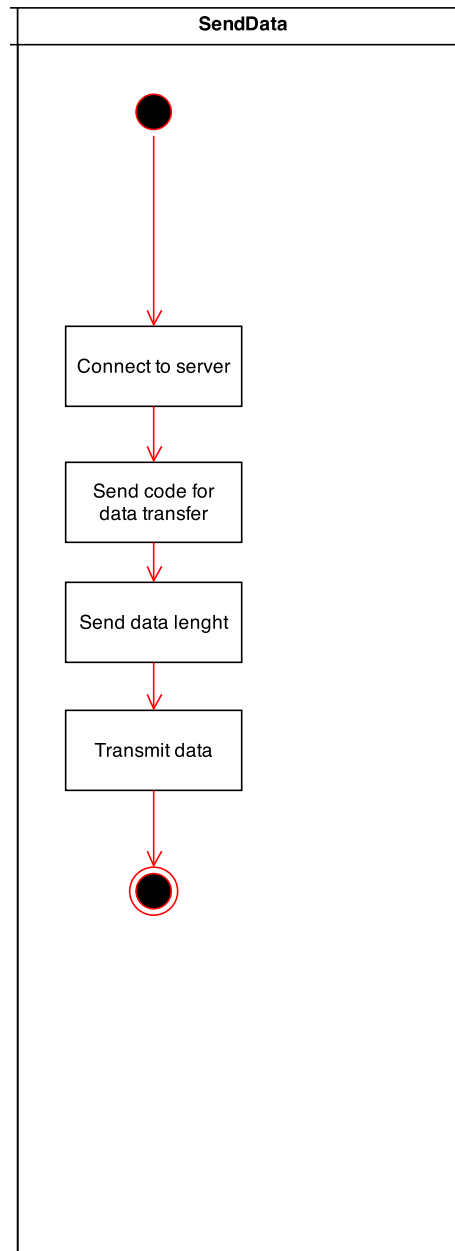 SendData
Connect to server
Send code for
data transfer
Send data lenght
Transmit data